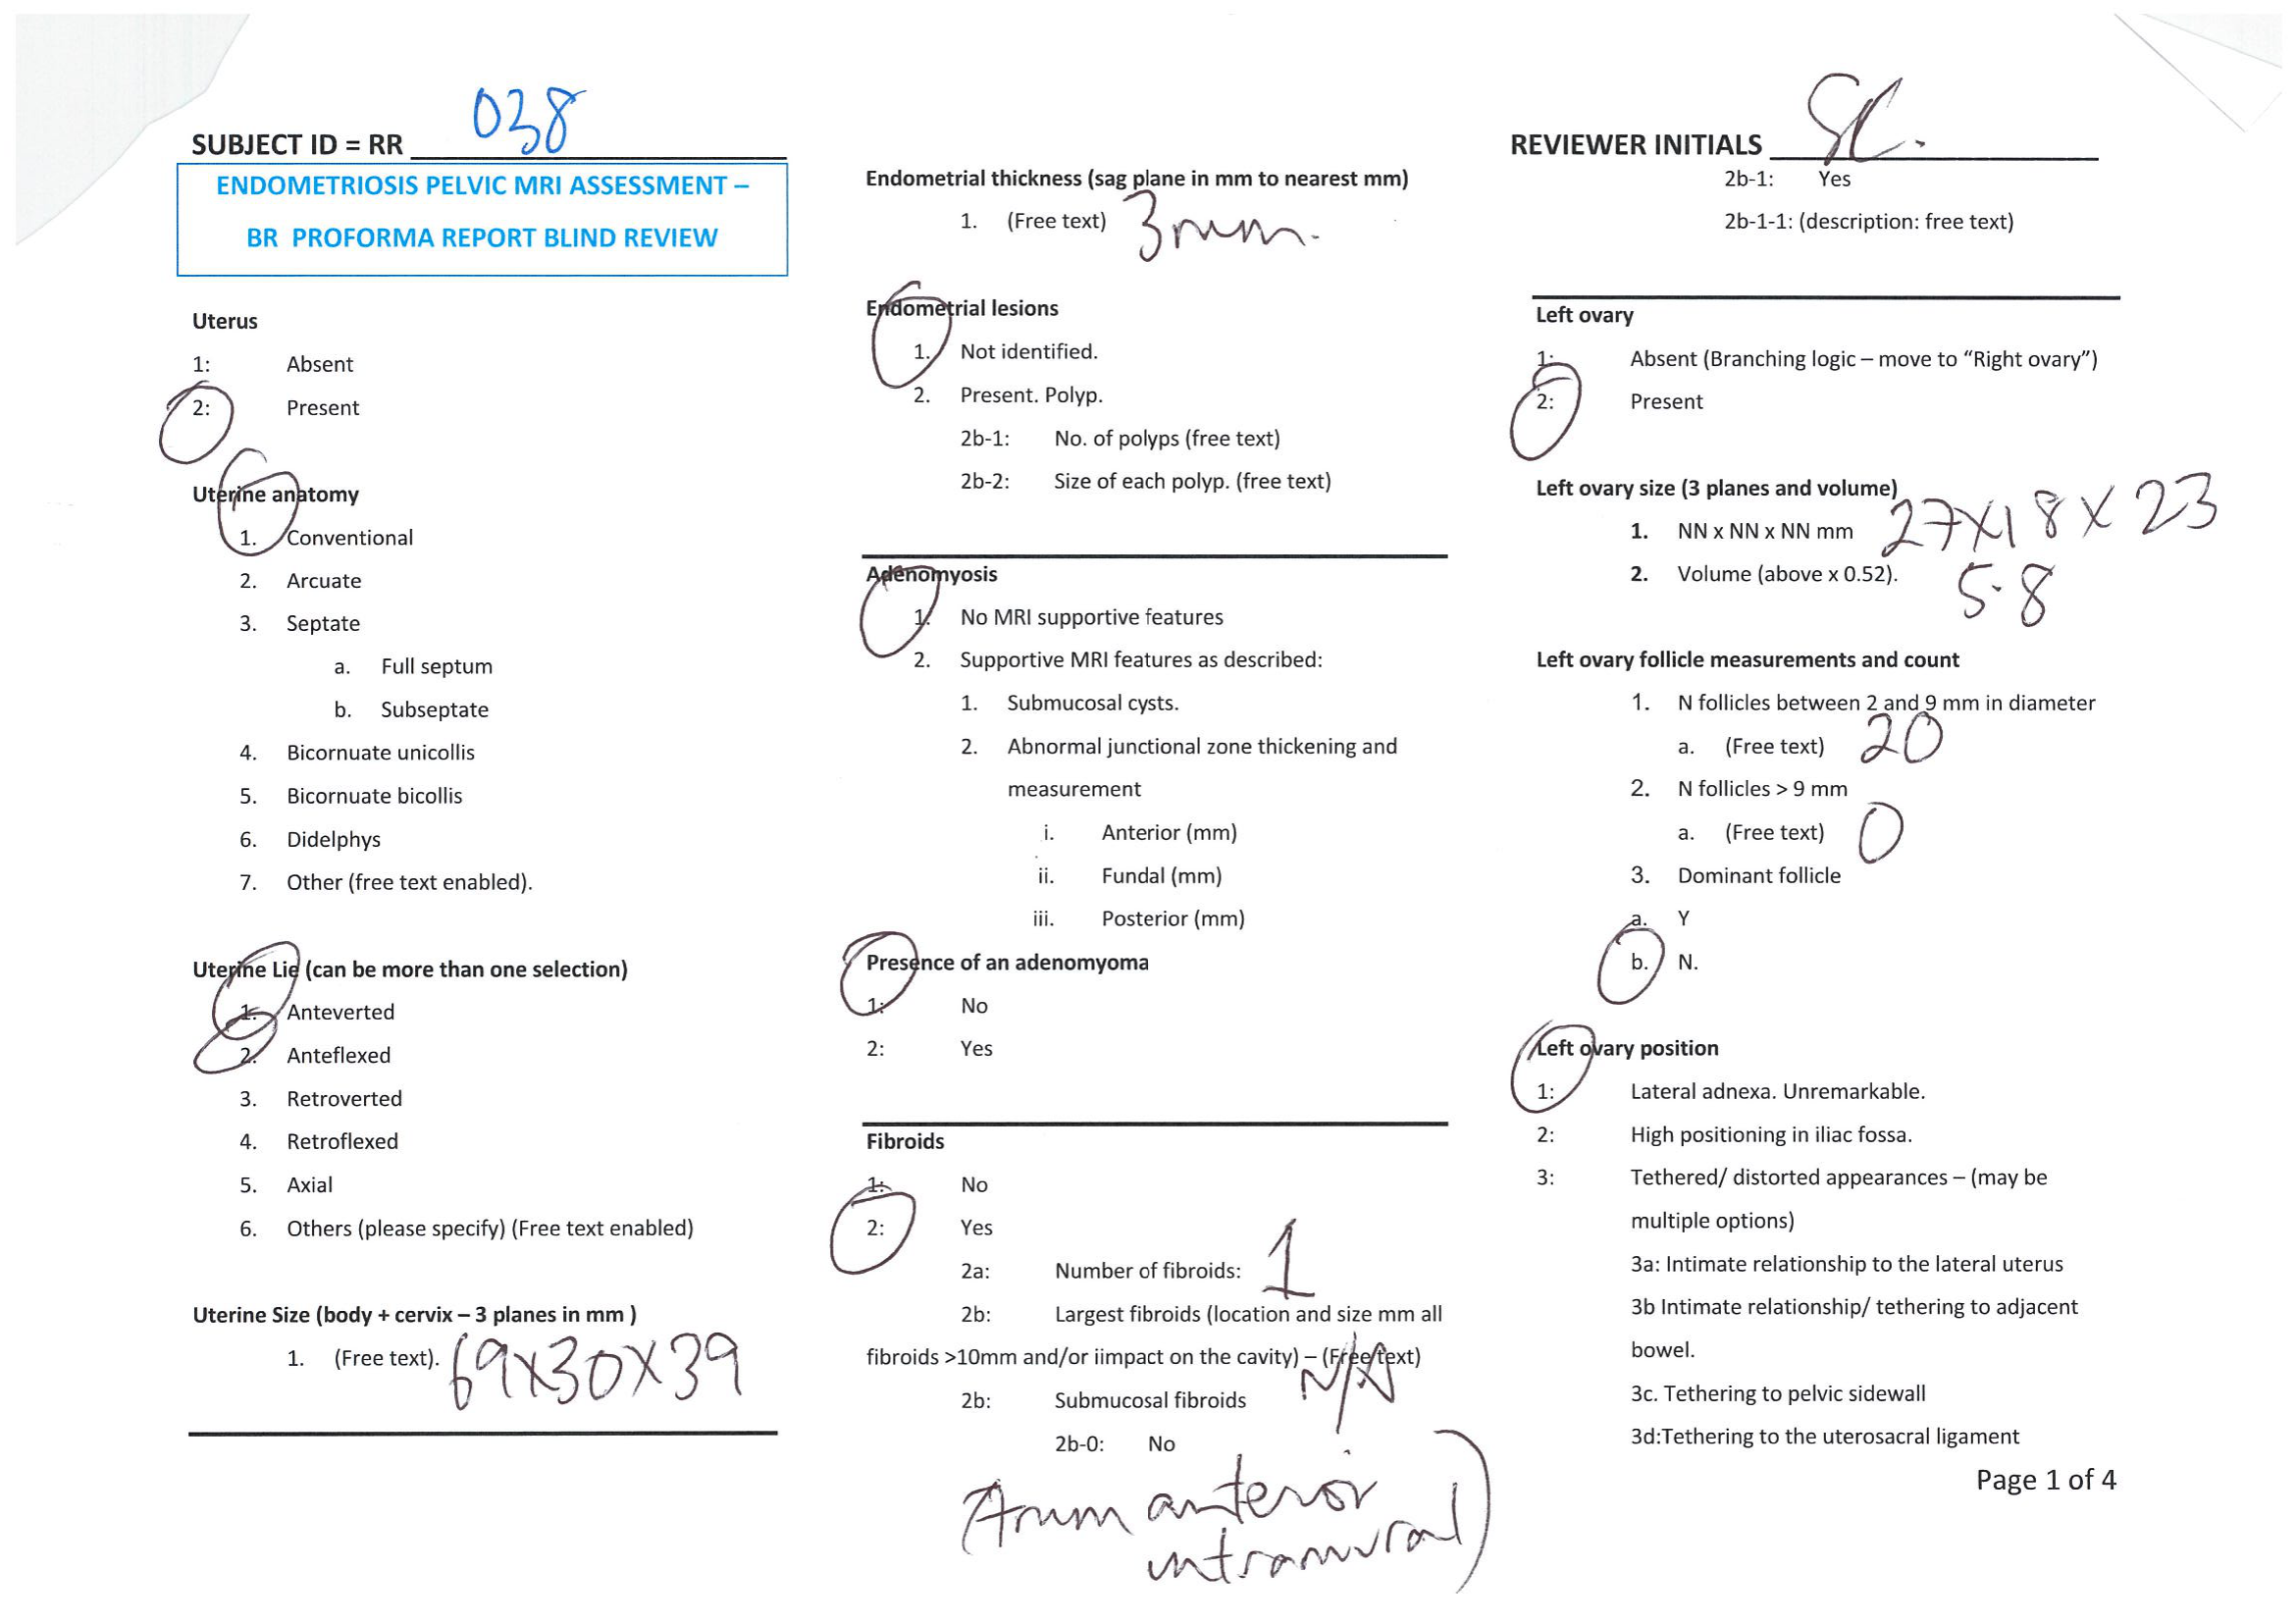 SUBJECT ID = RR 038
ENDOMETRIOSIS PELVIC MRI ASSESSMENT –
BR PROFORMA REPORT BLIND REVIEW
Uterus
1: Absent
2: Present
Uterine anatomy
1. Conventional
2. Arcuate
3. Septate
a. Full septum
b. Subseptate
4. Bicornuate unicollis
5. Bicornuate bicollis
6. Didelphys
7. Other (free text enabled).
Uterine Lie (can be more than one selection)
1. Anteverted
2. Anteflexed
3. Retroverted
4. Retroflexed
5. Axial
6. Others (please specify) (Free text enabled)
Uterine Size (body + cervix – 3 planes in mm )
1. (Free text). 69x30x39
Endometrial thickness (sag plane in mm to nearest mm)
1. (Free text) 3mm.
Endometrial lesions
1. Not identified.
2. Present. Polyp.
2b-1: No. of polyps (free text)
2b-2: Size of each polyp. (free text)
Adenomyosis
1. No MRI supportive features
2. Supportive MRI features as described:
1. Submucosal cysts.
2. Abnormal junctional zone thickening and
measurement
i. Anterior (mm)
ii. Fundal (mm)
iii. Posterior (mm)
Presence of an adenomyoma
1: No
2: Yes
Fibroids
1: No
2: Yes
2a: Number of fibroids: 1
2b: Largest fibroids (location and size mm all
fibroids >10mm and/or iimpact on the cavity) – (Free text)
N/A
2b: Submucosal fibroids
2b-0: No
anterior
intramural)
REVIEWER INITIALS SC.
2b-1: Yes
2b-1-1: (description: free text)
Left ovary
1: Absent (Branching logic – move to “Right ovary”)
2: Present
Left ovary size (3 planes and volume)
1. NN x NN x NN mm 27x18x23
2. Volume (above x 0.52). 5.8
Left ovary follicle measurements and count
1. N follicles between 2 and 9 mm in diameter
a. (Free text) 20
2. N follicles > 9 mm
a. (Free text) 0
3. Dominant follicle
a. Y
b. N.
Left ovary position
1: Lateral adnexa. Unremarkable.
2: High positioning in iliac fossa.
3: Tethered/ distorted appearances – (may be
multiple options)
3a: Intimate relationship to the lateral uterus
3b Intimate relationship/ tethering to adjacent
bowel.
3c. Tethering to pelvic sidewall
3d:Tethering to the uterosacral ligament
Page 1 of 4